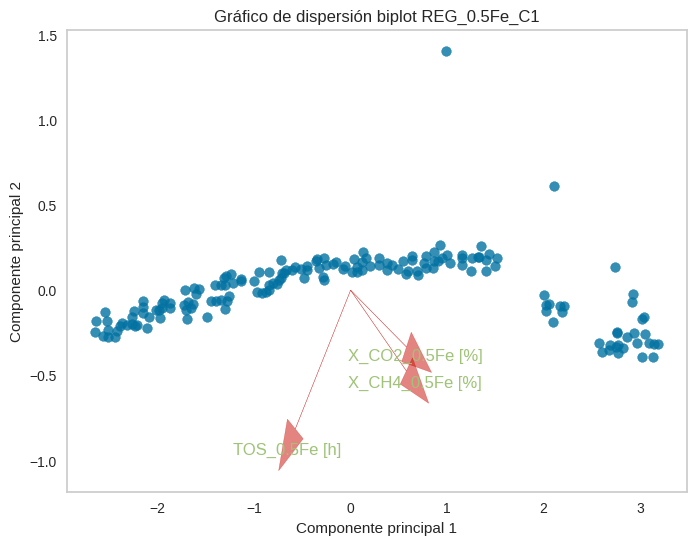 Gráfico de dispersión biplot REG_0.5Fe_C1
1.5
1.0
0.5
0.0
−0.5
−1.0
Componente principal 2
X_CO2_0.5Fe [%]
X_CH4_0.5Fe [%]
TOS_0.5Fe [h]
−2
−1
0
1
2
3
Componente principal 1